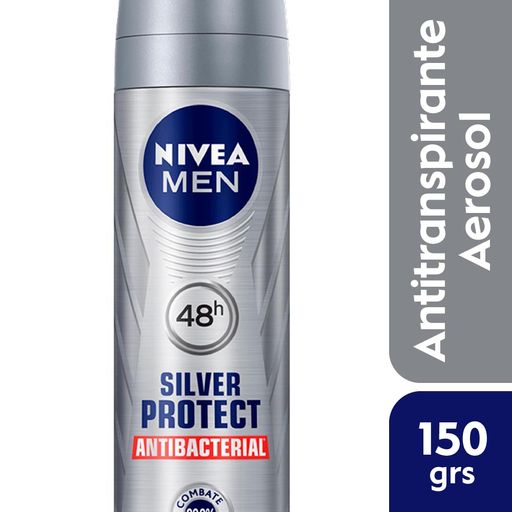 NIVEA
MEN
48h
SILVER
PROTECT
ANTIBACTERIAL
COMBATE
Antitranspirante
Aerosol
150
grs